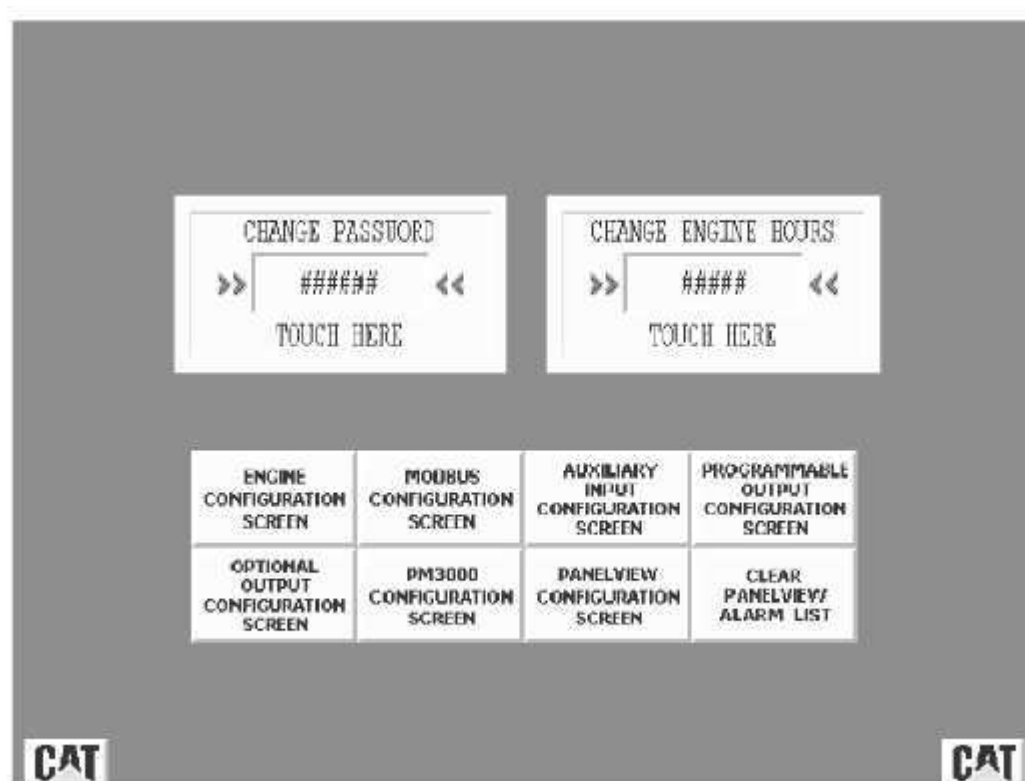 CHANGE PASSWORD
>> ###### <<
TOUCH HERE
CHANGE ENGINE HOURS
>> ##### <<
TOUCH HERE
ENGINE
CONFIGURATION
SCREEN
MODBUS
CONFIGURATION
SCREEN
AUXILIARY
INPUT
CONFIGURATION
SCREEN
PROGRAMMABLE
OUTPUT
CONFIGURATION
SCREEN
OPTIONAL
OUTPUT
CONFIGURATION
SCREEN
PM3000
CONFIGURATION
SCREEN
PANELVIEW
CONFIGURATION
SCREEN
CLEAR
PANELVIEW
ALARM LIST
CAT
CAT